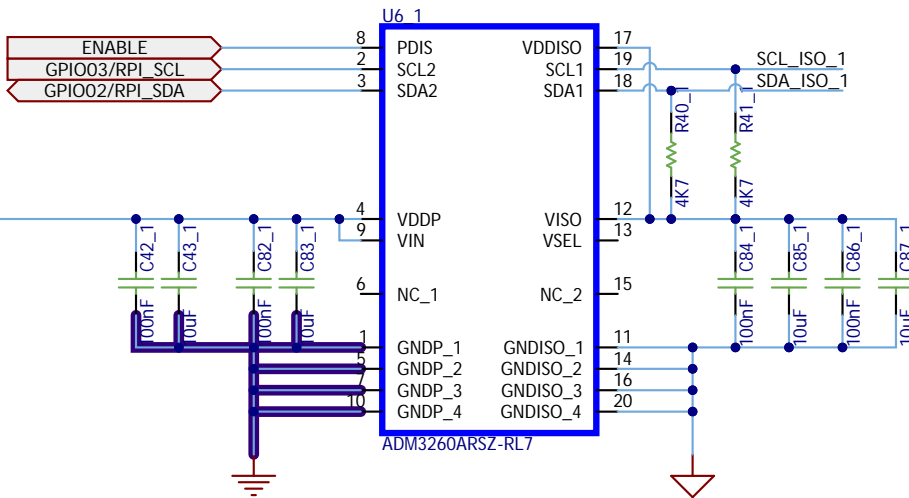 U6_1
ENABLE 8 PDIS VDDISO 17
GPIO03/RPI_SCL 2 SCL2 SCL1 19 SCL_ISO_1
GPIO02/RPI_SDA 3 SDA2 SDA1 18 SDA_ISO_1
R40_1 R41_1
4K7 4K7
4 VDDP VISO 12
9 VIN VSEL 13
C42_1 C43_1 C82_1 C83_1 C84_1 C85_1 C86_1 C87_1
6 NC_1 NC_2 15
100nF 10uF 100nF 10uF 100nF 10uF 100nF 10uF
1 GNDP_1 GNDISO_1 11
5 GNDP_2 GNDISO_2 14
7 GNDP_3 GNDISO_3 16
10 GNDP_4 GNDISO_4 20
ADM3260ARSZ-RL7